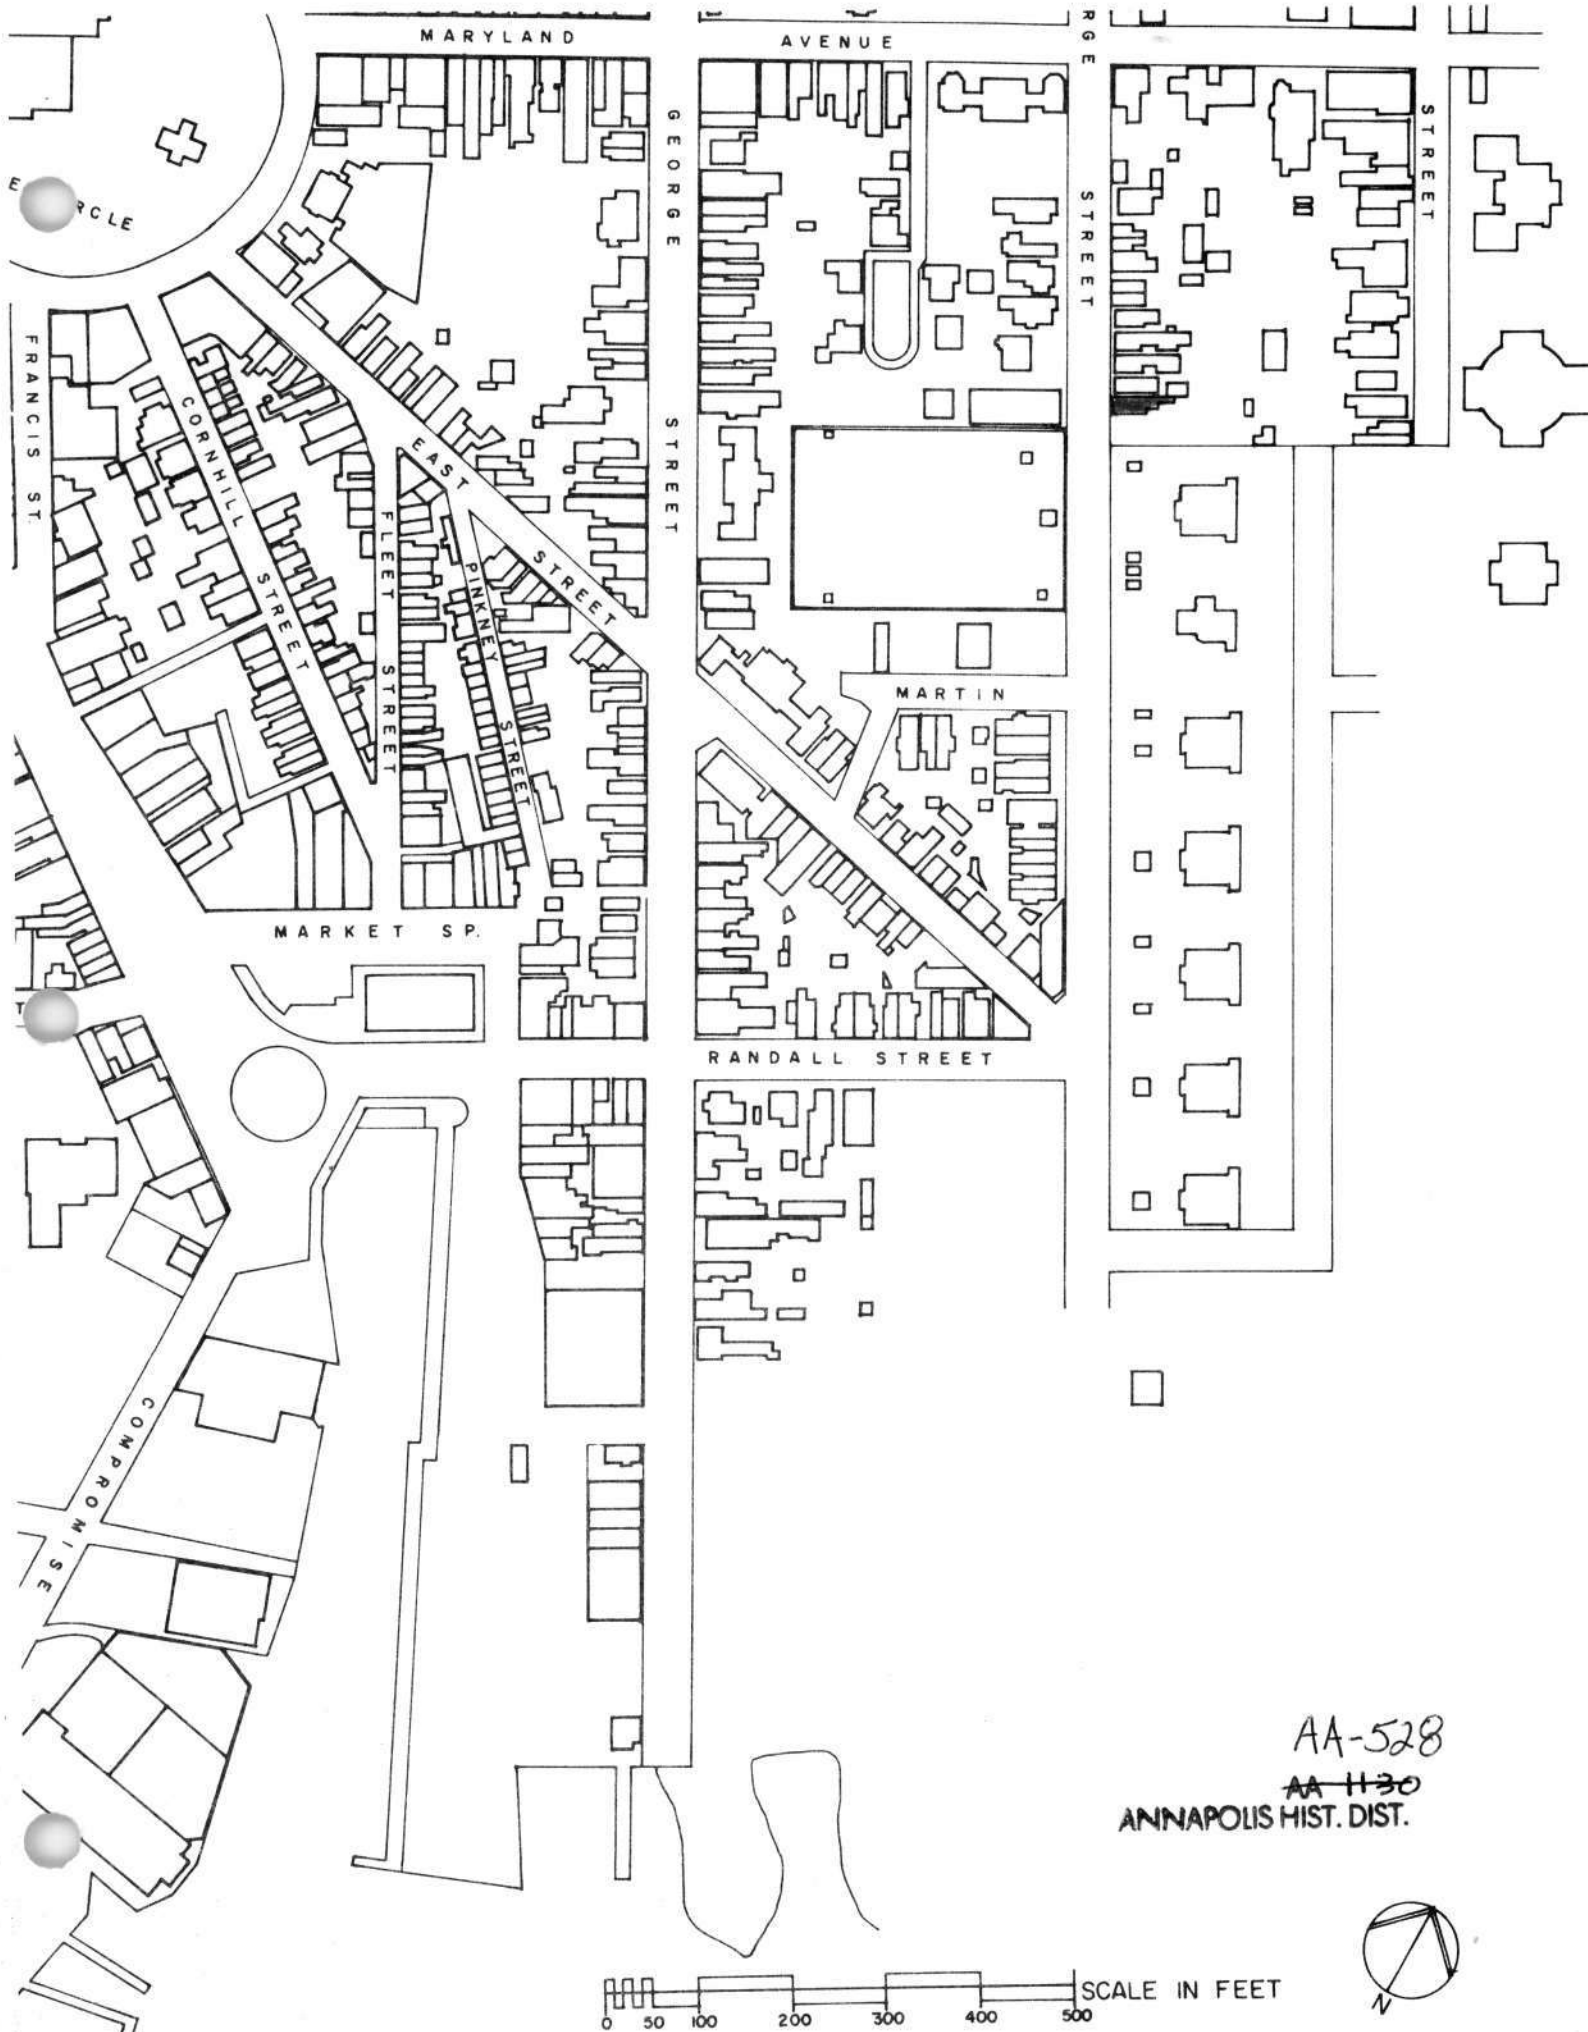 MARYLAND AVENUE
RGE
STREET
GEORGE
STREET
STREET
E RCLE
FRANCIS ST.
CORNHILL
STREET
EAST
STREET
FLEET
STREET
PINKNEY
STREET
MARTIN
MARKET SP.
T
RANDALL STREET
COMPROMISE
AA-528
AA 1130
ANNAPOLIS HIST. DIST.
SCALE IN FEET
0 50 100 200 300 400 500
N